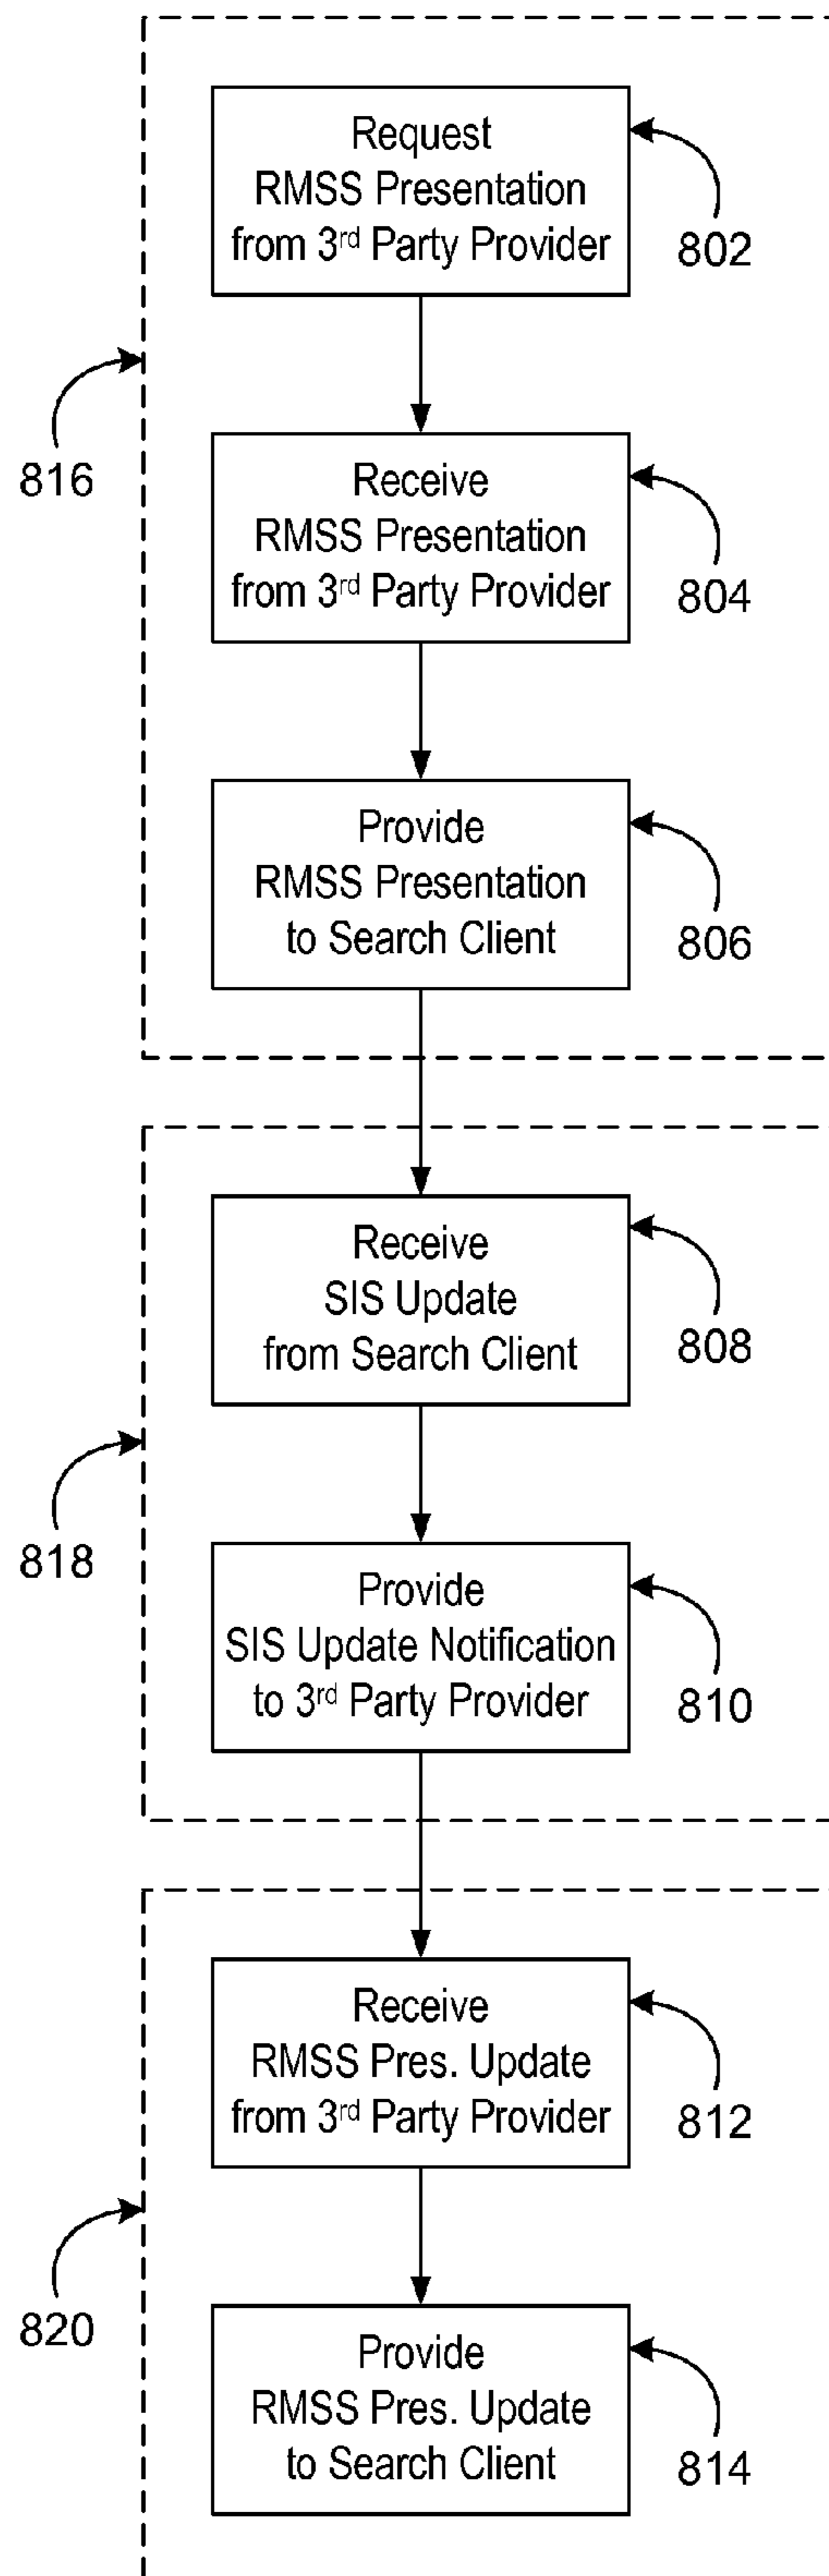 Request
RMSS Presentation
from 3rd Party Provider
802
816
Receive
RMSS Presentation
from 3rd Party Provider
804
Provide
RMSS Presentation
to Search Client
806
Receive
SIS Update
from Search Client
808
818
Provide
SIS Update Notification
to 3rd Party Provider
810
Receive
RMSS Pres. Update
from 3rd Party Provider
812
820
Provide
RMSS Pres. Update
to Search Client
814